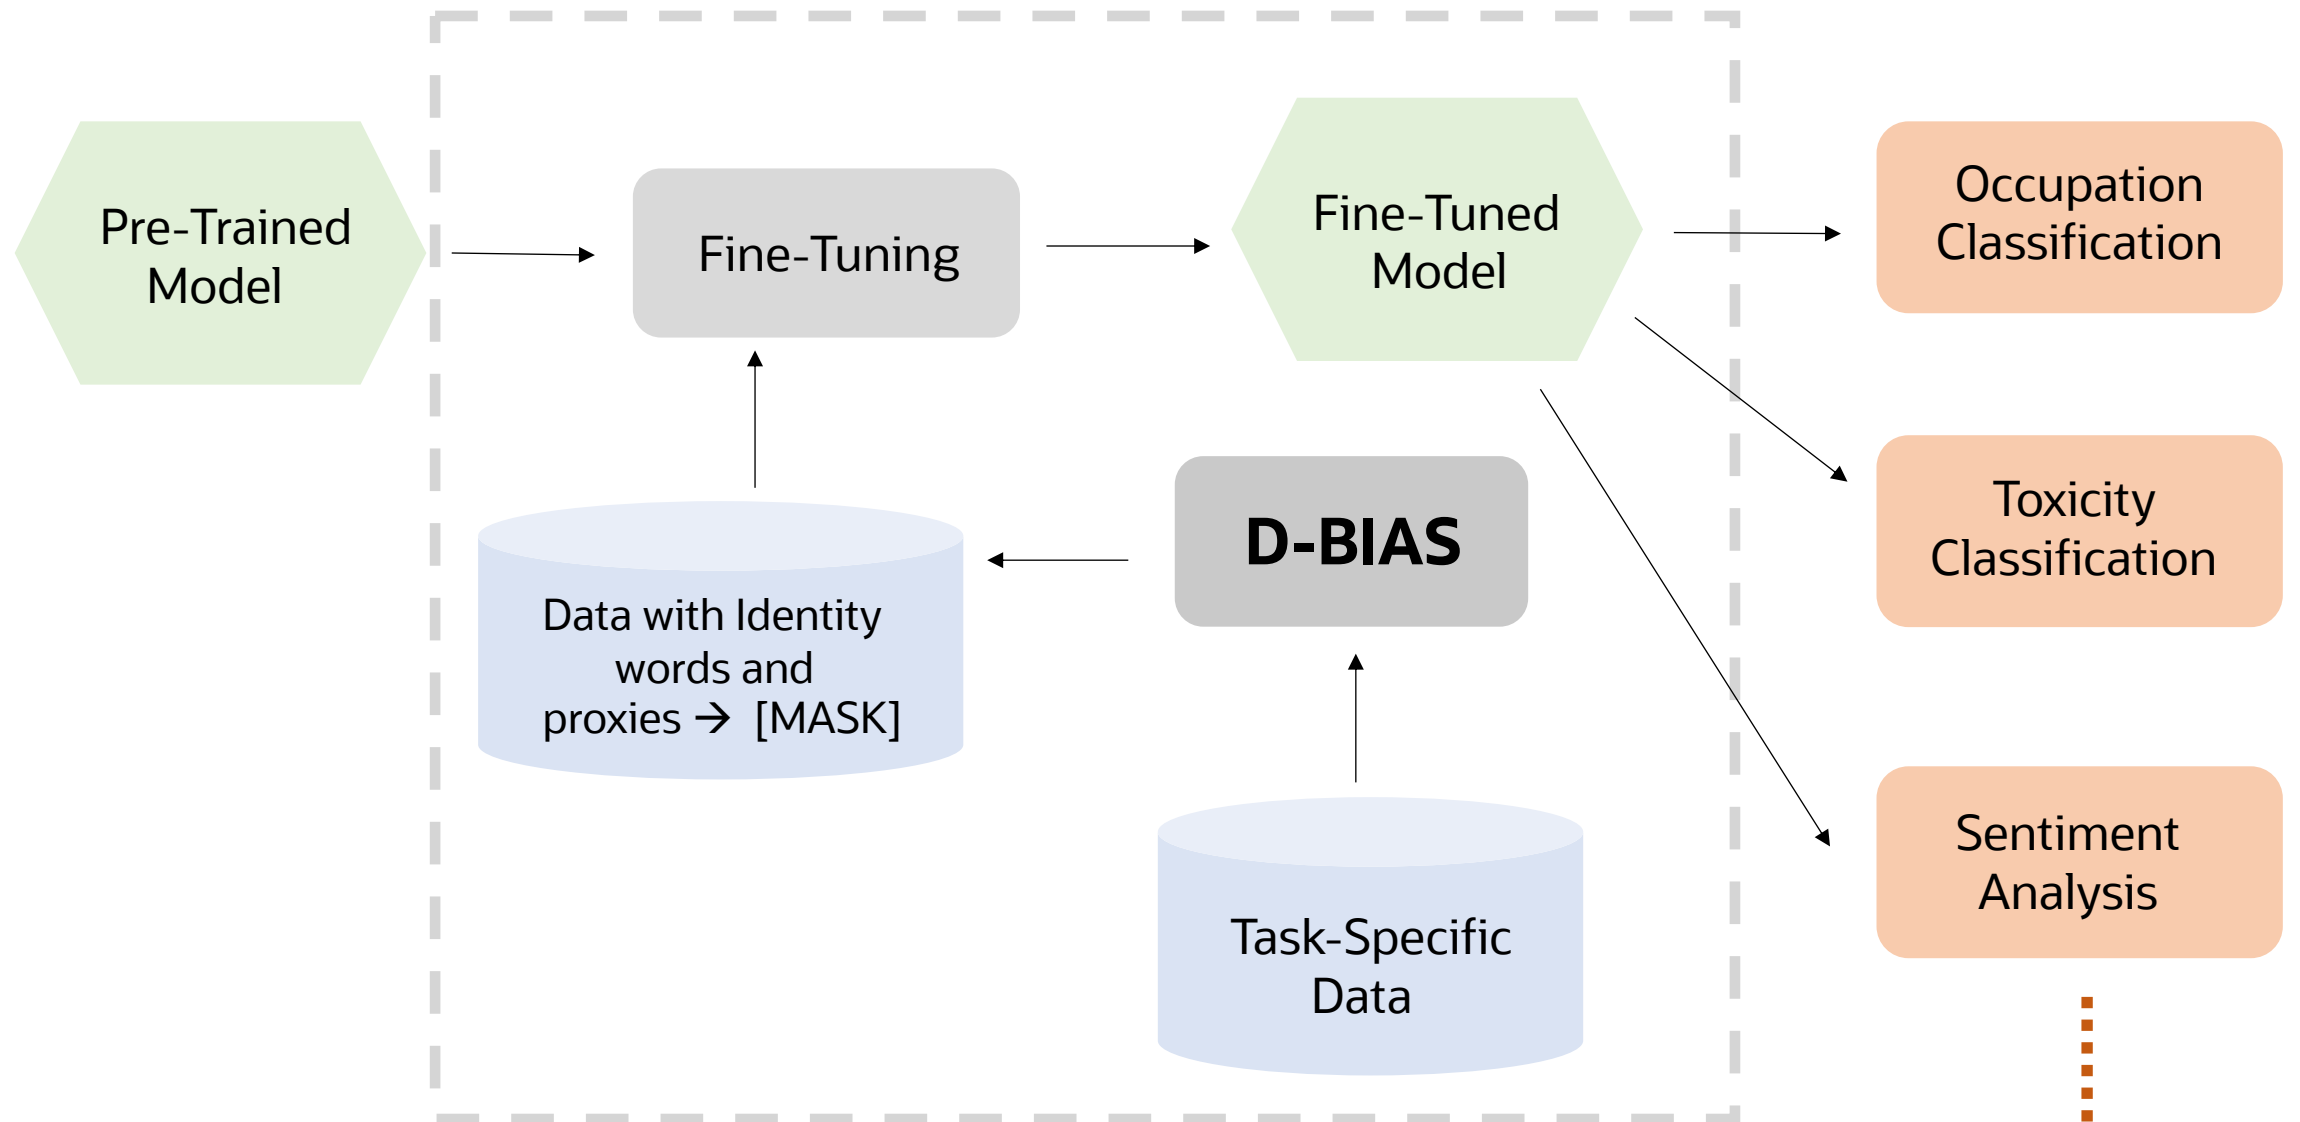 Pre-Trained
Model
Fine-Tuning
Fine-Tuned
Model
Occupation
Classification
D-BIAS
Toxicity
Classification
Data with Identity
words and
proxies → [MASK]
Task-Specific
Data
Sentiment
Analysis